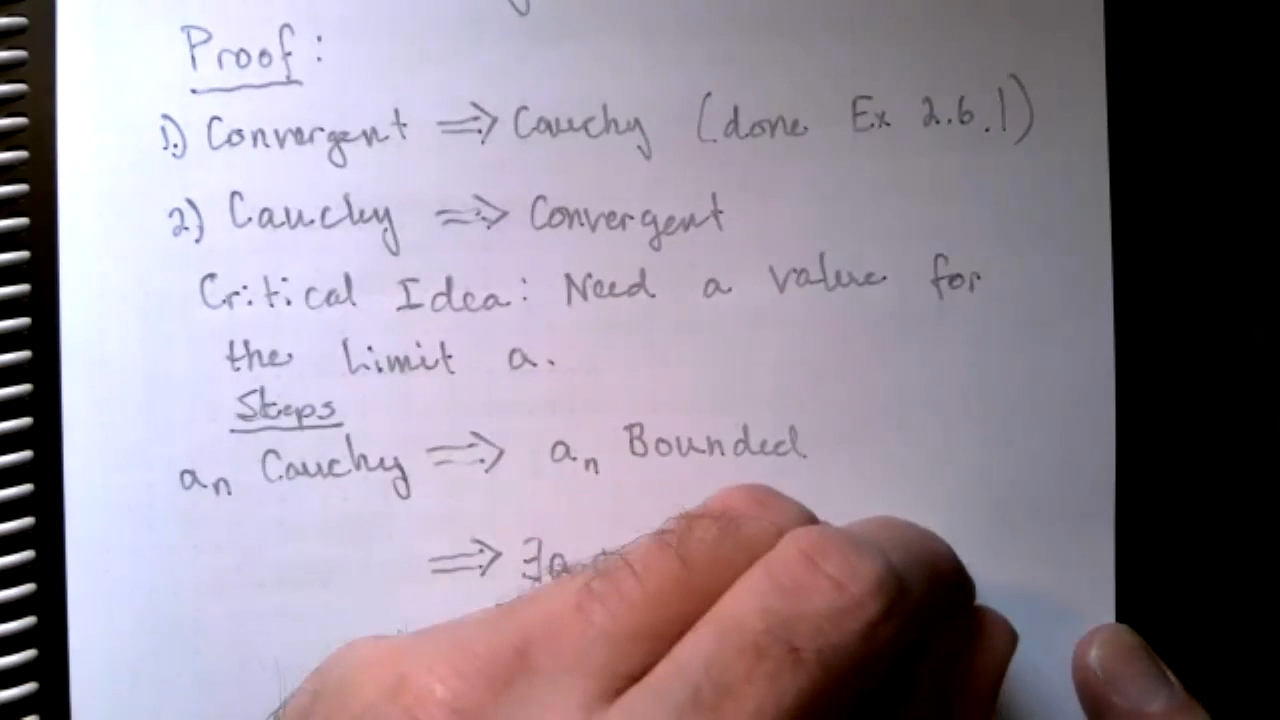 Proof:
1.) Convergent ⟹ Cauchy (done Ex 2.6.1)
2) Cauchy ⟹ Convergent
Critical Idea: Need a value for
the limit a.
Steps
aₙ Cauchy ⟹ aₙ Bounded
⟹ ∃a